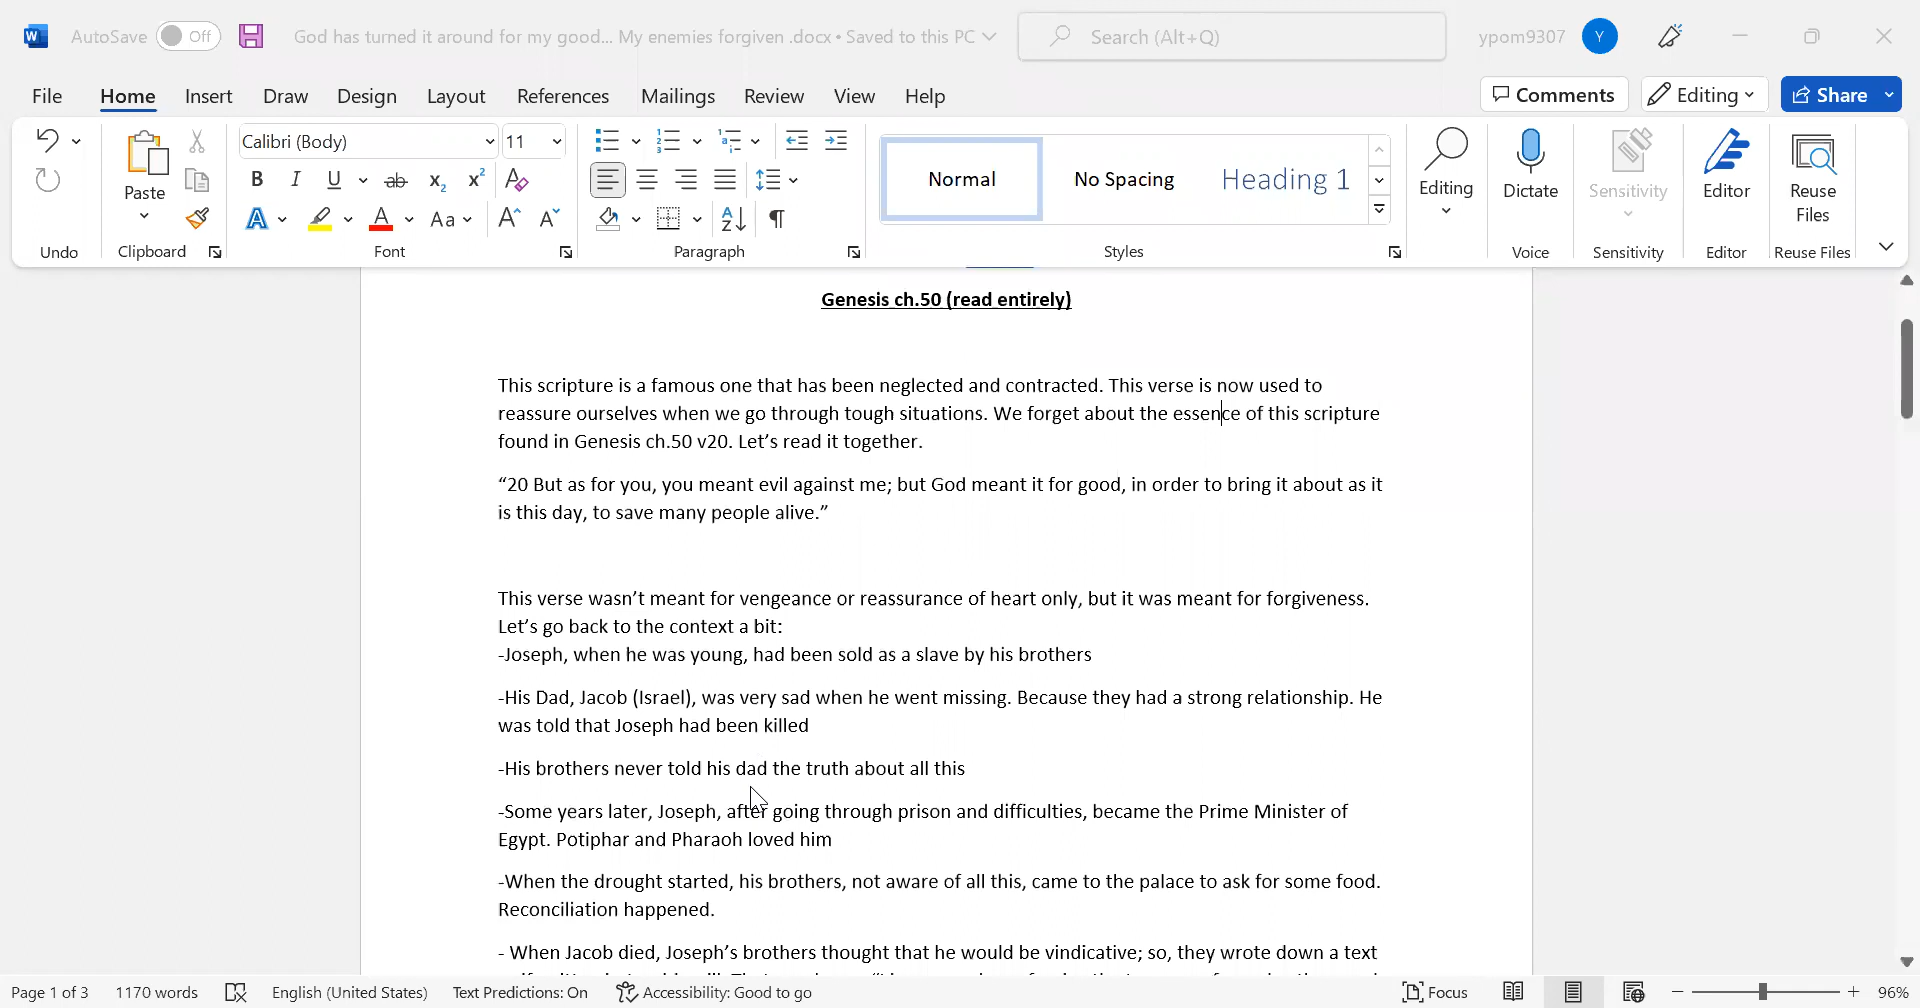 AutoSave Off God has turned it around for my good... My enemies forgiven .docx • Saved to this PC Search (Alt+Q) ypom9307 Y
File Home Insert Draw Design Layout References Mailings Review View Help Comments Editing Share
Calibri (Body) 11
Paste
Normal No Spacing Heading 1
Editing Dictate Sensitivity Editor Reuse Files
Undo Clipboard Font Paragraph Styles Voice Sensitivity Editor Reuse Files
Genesis ch.50 (read entirely)
This scripture is a famous one that has been neglected and contracted. This verse is now used to
reassure ourselves when we go through tough situations. We forget about the essence of this scripture
found in Genesis ch.50 v20. Let’s read it together.
“20 But as for you, you meant evil against me; but God meant it for good, in order to bring it about as it
is this day, to save many people alive.”
This verse wasn’t meant for vengeance or reassurance of heart only, but it was meant for forgiveness.
Let’s go back to the context a bit:
-Joseph, when he was young, had been sold as a slave by his brothers
-His Dad, Jacob (Israel), was very sad when he went missing. Because they had a strong relationship. He
was told that Joseph had been killed
-His brothers never told his dad the truth about all this
-Some years later, Joseph, after going through prison and difficulties, became the Prime Minister of
Egypt. Potiphar and Pharaoh loved him
-When the drought started, his brothers, not aware of all this, came to the palace to ask for some food.
Reconciliation happened.
- When Jacob died, Joseph’s brothers thought that he would be vindicative; so, they wrote down a text
Page 1 of 3 1170 words English (United States) Text Predictions: On Accessibility: Good to go Focus 96%